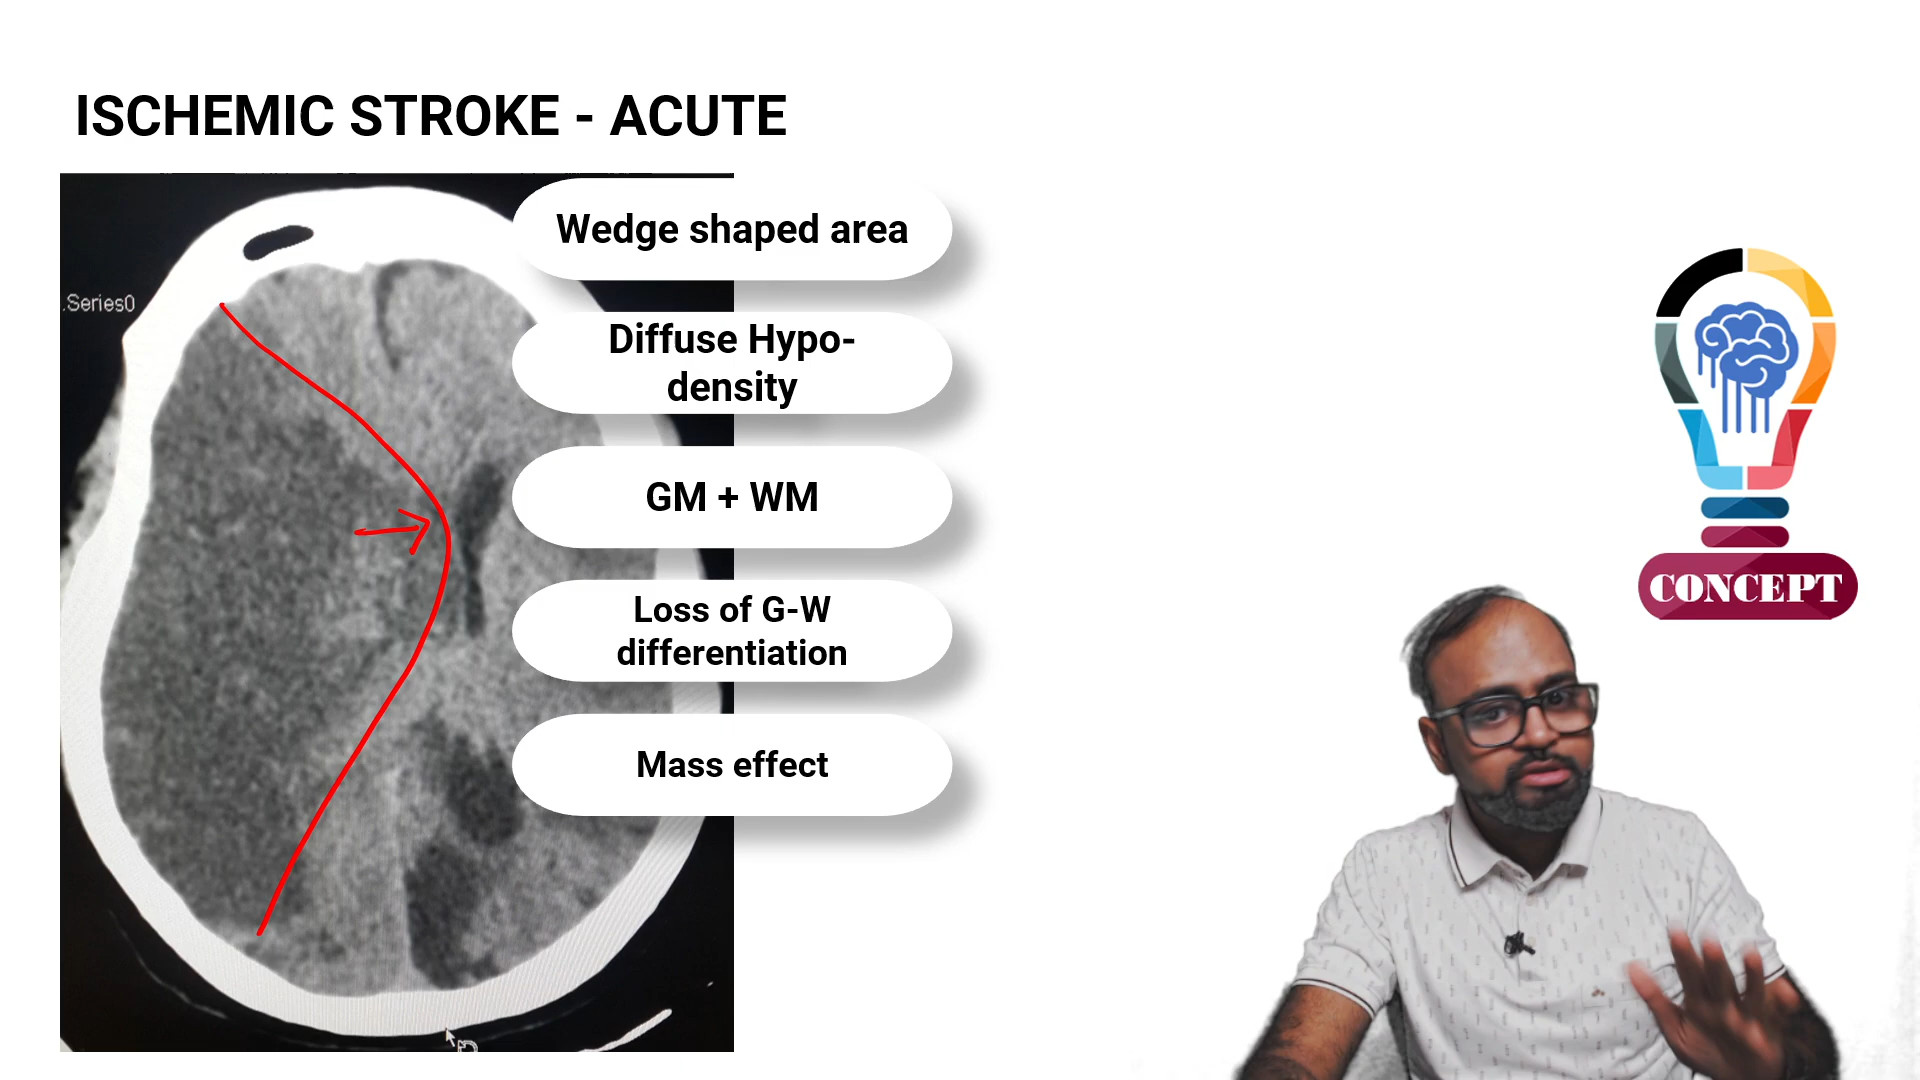 ISCHEMIC STROKE - ACUTE
.Series0
Wedge shaped area
Diffuse Hypo-
density
GM + WM
Loss of G-W
differentiation
Mass effect
CONCEPT